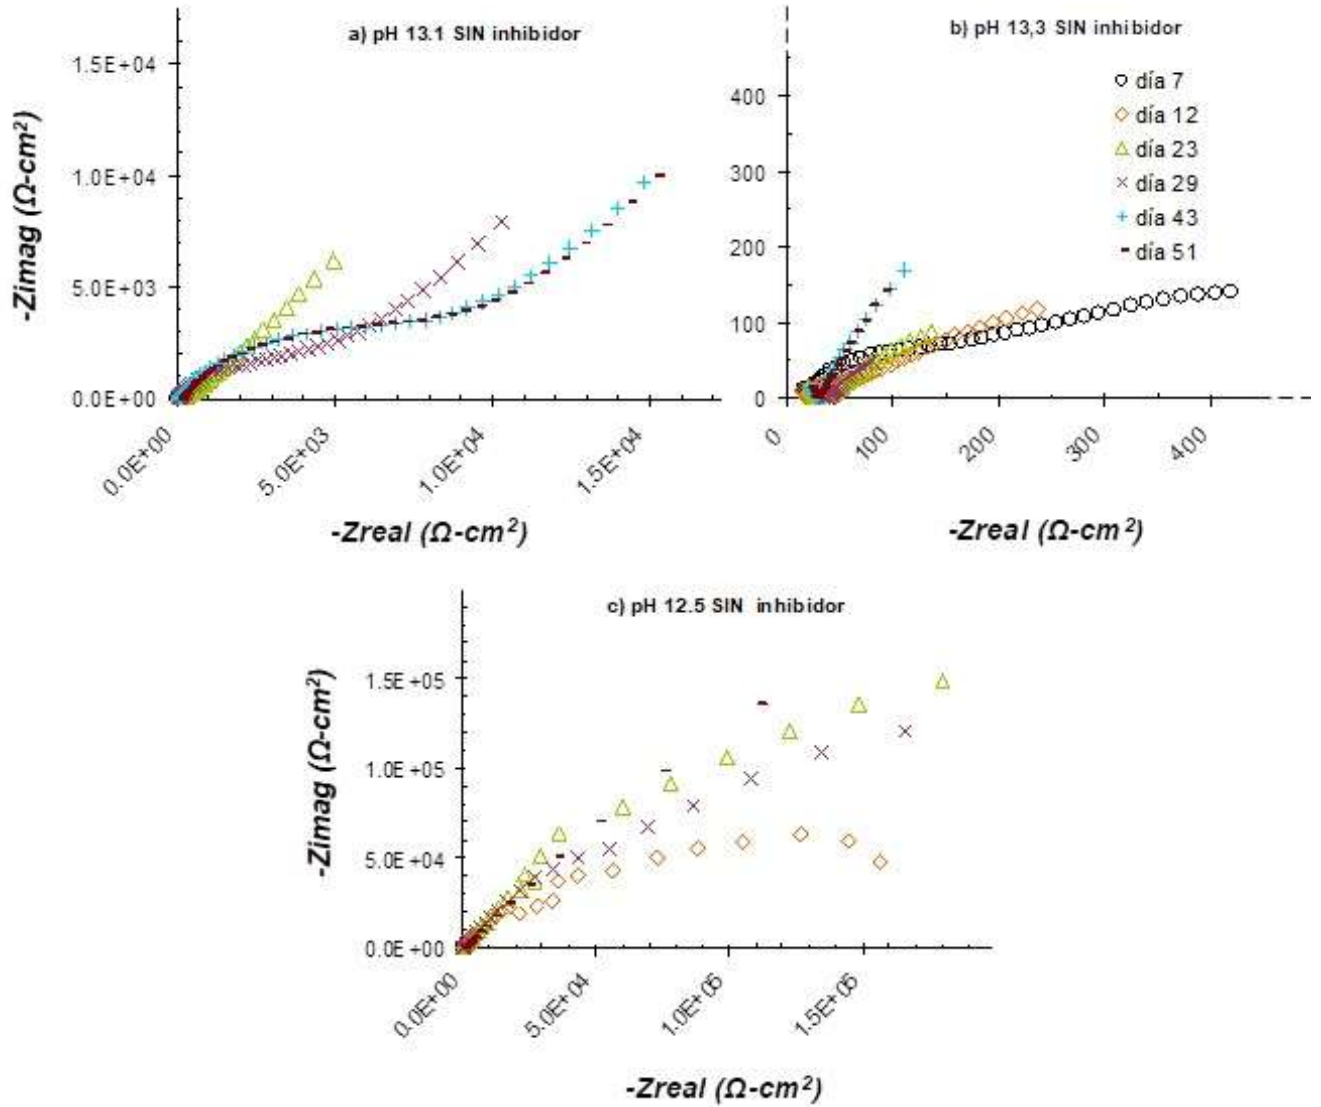 a) pH 13.1 SIN inhibidor
1.5E+04
1.0E+04
5.0E+03
0.0E+00
-Zimag (Ω-cm²)
0.0E+00
5.0E+03
1.0E+04
1.5E+04
-Zreal (Ω-cm²)
b) pH 13,3 SIN inhibidor
400
300
200
100
0
día 7
día 12
día 23
día 29
día 43
día 51
0
100
200
300
400
-Zreal (Ω-cm²)
c) pH 12.5 SIN inhibidor
1.5E +05
1.0E +05
5.0E +04
0.0E +00
-Zimag (Ω-cm²)
0.0E+00
5.0E+04
1.0E+05
1.5E+05
-Zreal (Ω-cm²)